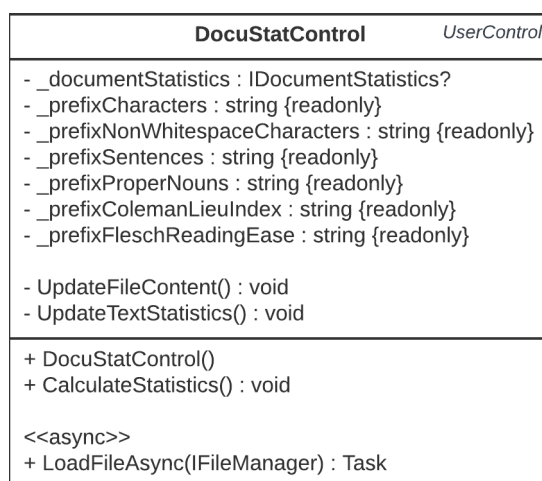 DocuStatControl UserControl
- _documentStatistics : IDocumentStatistics?
- _prefixCharacters : string {readonly}
- _prefixNonWhitespaceCharacters : string {readonly}
- _prefixSentences : string {readonly}
- _prefixProperNouns : string {readonly}
- _prefixColemanLieuIndex : string {readonly}
- _prefixFleschReadingEase : string {readonly}
- UpdateFileContent() : void
- UpdateTextStatistics() : void
+ DocuStatControl()
+ CalculateStatistics() : void
<<async>>
+ LoadFileAsync(IFileManager) : Task